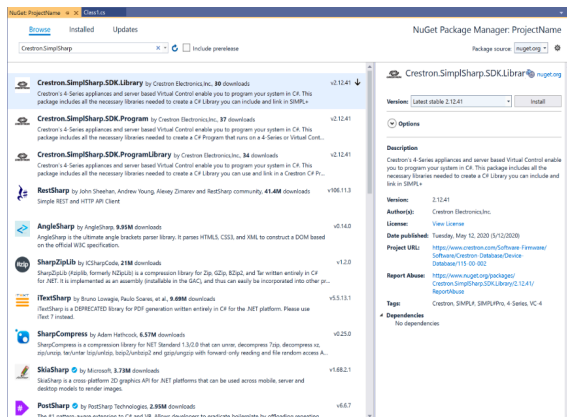 NuGet: ProjectName
Class1.cs
Browse
Installed
Updates
NuGet Package Manager: ProjectName
Crestron.SimplSharp
Include prerelease
Package source: nuget.org
Crestron.SimplSharp.SDK.Library by Crestron Electronics,Inc, 30 downloads
v2.12.41
Crestron's 4-Series appliances and server based Virtual Control enable you to program your system in C#. This
package includes all the necessary libraries needed to create a C# Library you can include and link in SIMPL+
Crestron.SimplSharp.SDK.Program by Crestron Electronics,Inc, 37 downloads
v2.12.41
Crestron's 4-Series appliances and server based Virtual Control enable you to program your system in C#. This
package includes all the necessary libraries needed to create a C# Program that runs on a 4-Series or Virtual Cont...
Crestron.SimplSharp.SDK.ProgramLibrary by Crestron Electronics,Inc, 34 downloads
v2.12.41
Crestron's 4-Series appliances and server based Virtual Control enable you to program your system in C#. This
package includes all the necessary libraries needed to create a C# Library you can use and link in a Crestron C# Pr...
RestSharp by John Sheehan, Andrew Young, Alexey Zimarev and RestSharp community, 41.4M downloads
v106.11.3
Simple REST and HTTP API Client
AngleSharp by AngleSharp, 9.95M downloads
v0.14.0
AngleSharp is the ultimate angle brackets parser library. It parses HTML5, CSS3, and XML to construct a DOM based
on the official W3C specification.
SharpZipLib by ICSharpCode, 21M downloads
v1.2.0
SharpZipLib (#ziplib, formerly NZipLib) is a compression library for Zip, GZip, BZip2, and Tar written entirely in C#
for .NET. It is implemented as an assembly (installable in the GAC), and thus can easily be incorporated into other pr...
iTextSharp by Bruno Lowagie, Paulo Soares, et al., 9.69M downloads
v5.5.13.1
iTextSharp is a DEPRECATED library for PDF generation written entirely in C# for the .NET platform. Please use
iText 7 instead.
SharpCompress by Adam Hathcock, 6.57M downloads
v0.25.0
SharpCompress is a compression library for NET Standard 1.3/2.0 that can unrar, decompress 7zip, decompress xz,
zip/unzip, tar/untar lzip/unlzip, bzip2/unbzip2 and gzip/ungzip with forward-only reading and file random access A...
SkiaSharp by Microsoft, 3.73M downloads
v1.68.2.1
SkiaSharp is a cross platform 2D graphics API for .NET platforms that can be used across mobile, server and
desktop models to render images.
PostSharp by PostSharp Technologies, 2.95M downloads
v6.6.7
Crestron.SimplSharp.SDK.Librar
nuget.org
Version: Latest stable 2.12.41
Install
Options
Description
Crestron's 4-Series appliances and server based Virtual Control enable
you to program your system in C#. This package includes all the
necessary libraries needed to create a C# Library you can include and
link in SIMPL+
Version: 2.12.41
Author(s): Crestron Electronics,Inc.
License: View License
Date published: Tuesday, May 12, 2020 (5/12/2020)
Project URL: https://www.crestron.com/Software-Firmware/
Software/Crestron-Database/Device-
Database/115-00-002
Report Abuse: https://www.nuget.org/packages/
Crestron.SimplSharp.SDK.Library/2.12.41/
ReportAbuse
Tags: Crestron, SIMPL#, SIMPL#Pro, 4-Series, VC-4
Dependencies
No dependencies